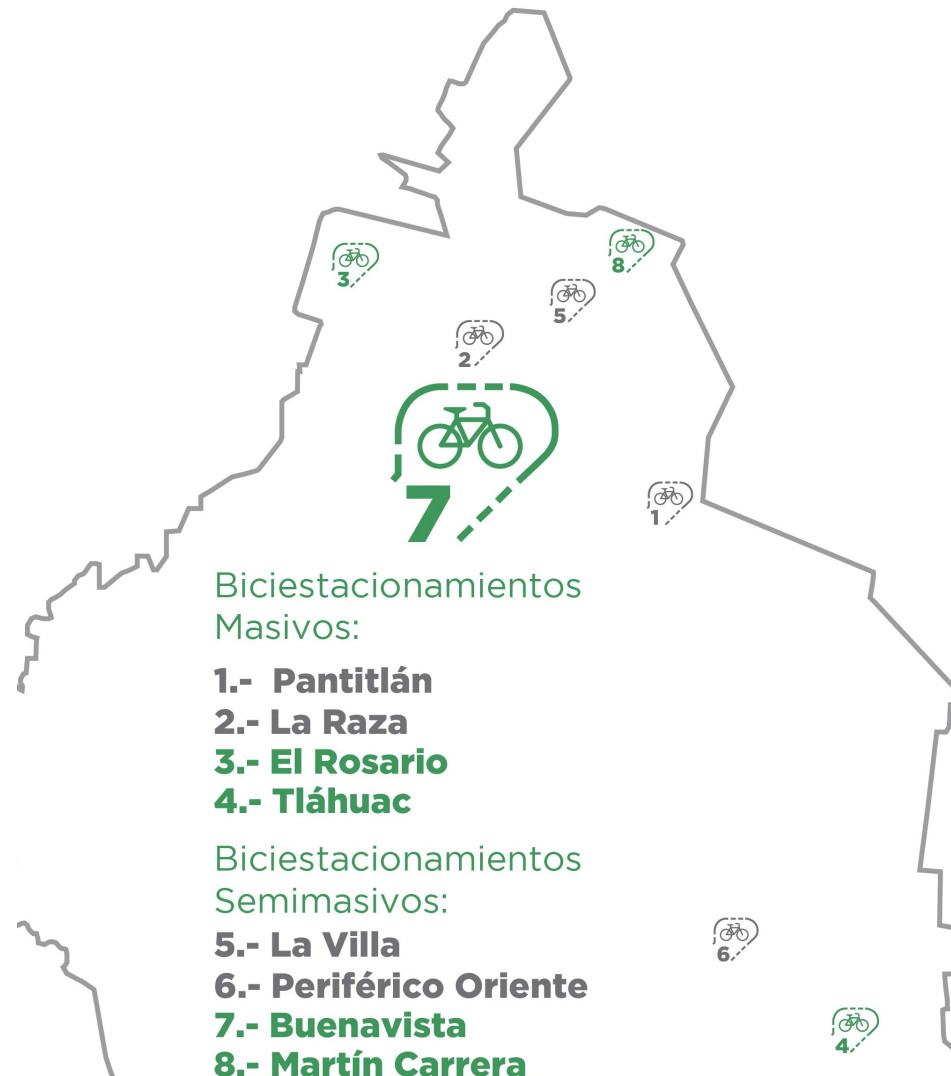 3
8
5
2
7
1
Biciestacionamientos
Masivos:
1.- Pantitlán
2.- La Raza
3.- El Rosario
4.- Tláhuac
Biciestacionamientos
Semimasivos:
5.- La Villa
6.- Periférico Oriente
7.- Buenavista
8.- Martín Carrera
6
4